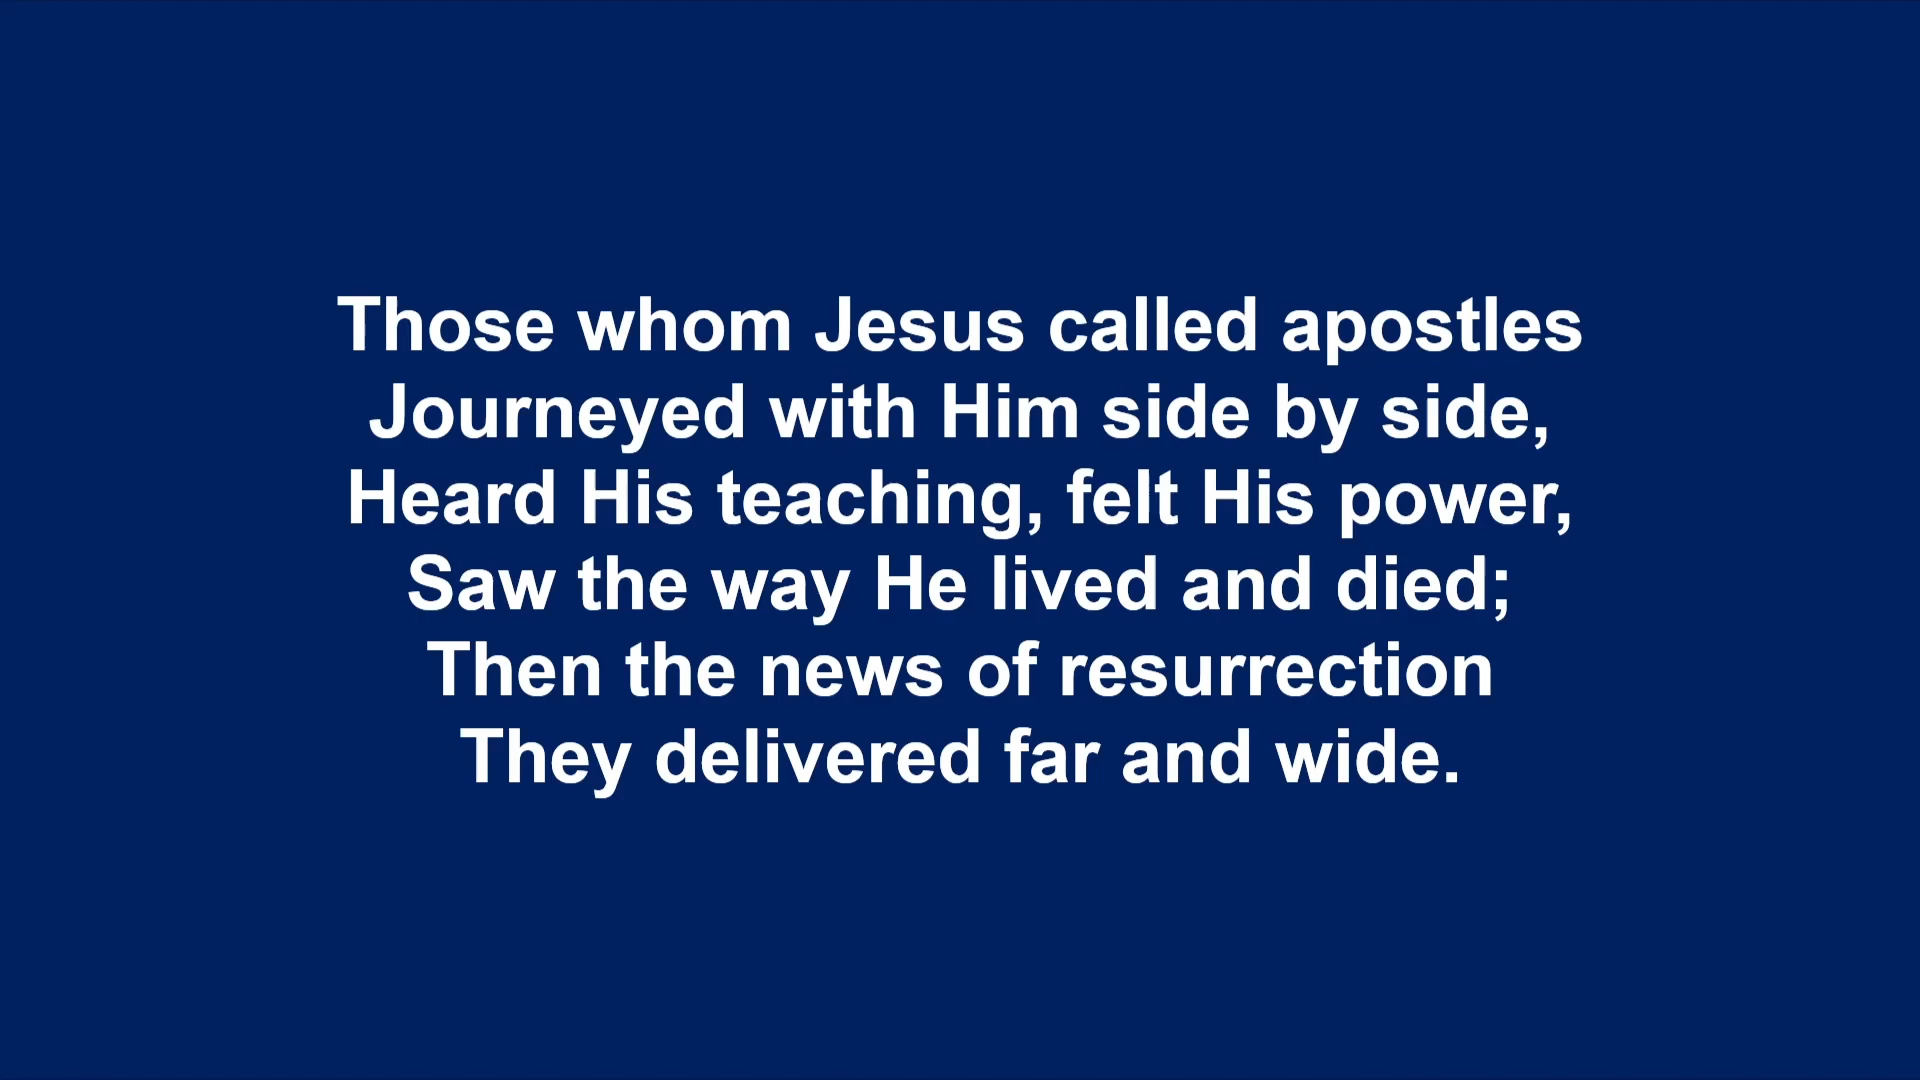 Those whom Jesus called apostles
Journeyed with Him side by side,
Heard His teaching, felt His power,
Saw the way He lived and died;
Then the news of resurrection
They delivered far and wide.